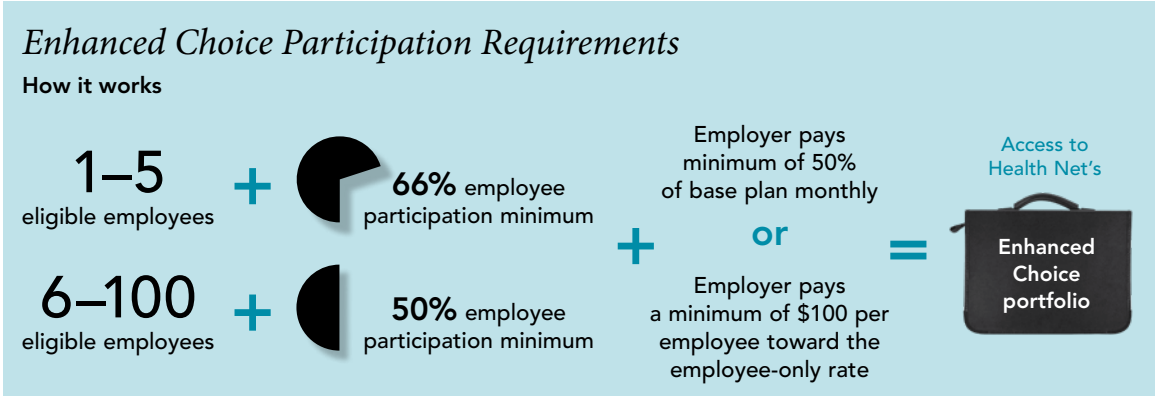 Enhanced Choice Participation Requirements
How it works
1–5
eligible employees
+
66% employee
participation minimum
6–100
eligible employees
+
50% employee
participation minimum
+
Employer pays
minimum of 50%
of base plan monthly
or
Employer pays
a minimum of $100 per
employee toward the
employee-only rate
=
Access to
Health Net’s
Enhanced
Choice
portfolio